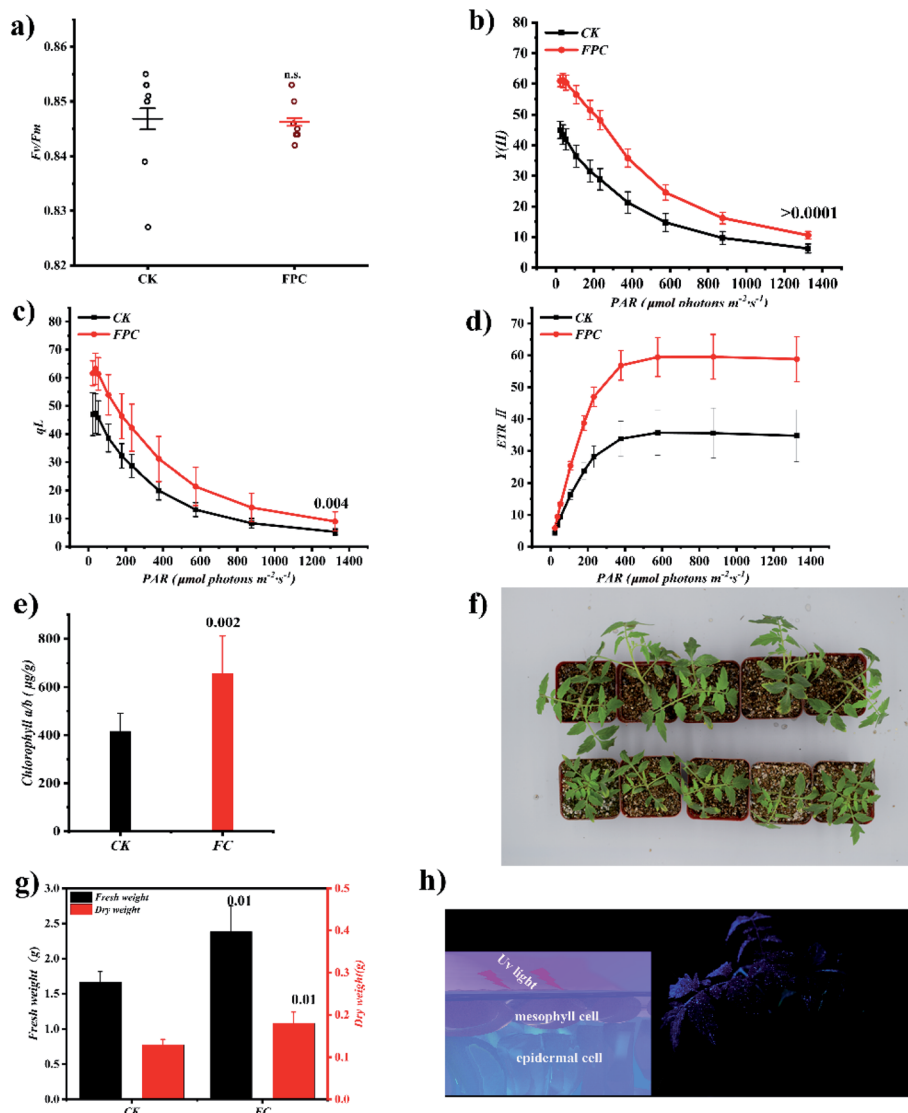 a)
0.86
0.85
0.84
0.83
0.82
Fv/Fm
n.s.
CK
FPC
b)
CK
FPC
80
70
60
50
40
30
20
10
0
Y(II)
>0.0001
0 200 400 600 800 1000 1200 1400
PAR (μmol photons m⁻²·s⁻¹)
c)
CK
FPC
80
70
60
50
40
30
20
10
0
qL
0.004
0 200 400 600 800 1000 1200 1400
PAR (μmol photons m⁻²·s⁻¹)
d)
CK
FPC
70
60
50
40
30
20
10
0
ETR Ⅱ
0 200 400 600 800 1000 1200 1400
PAR (μmol photons m⁻²·s⁻¹)
e)
800
600
400
200
0
Chlorophyll a/b ( μg/g)
0.002
CK
FC
f)
g)
Fresh weight
Dry weight
3.0
2.5
2.0
1.5
1.0
0.5
0.0
Fresh weight (g)
0.01
0.01
0.5
0.4
0.3
0.2
0.1
0.0
Dry weight(g)
CK
FC
h)
Uv light
mesophyll cell
epidermal cell